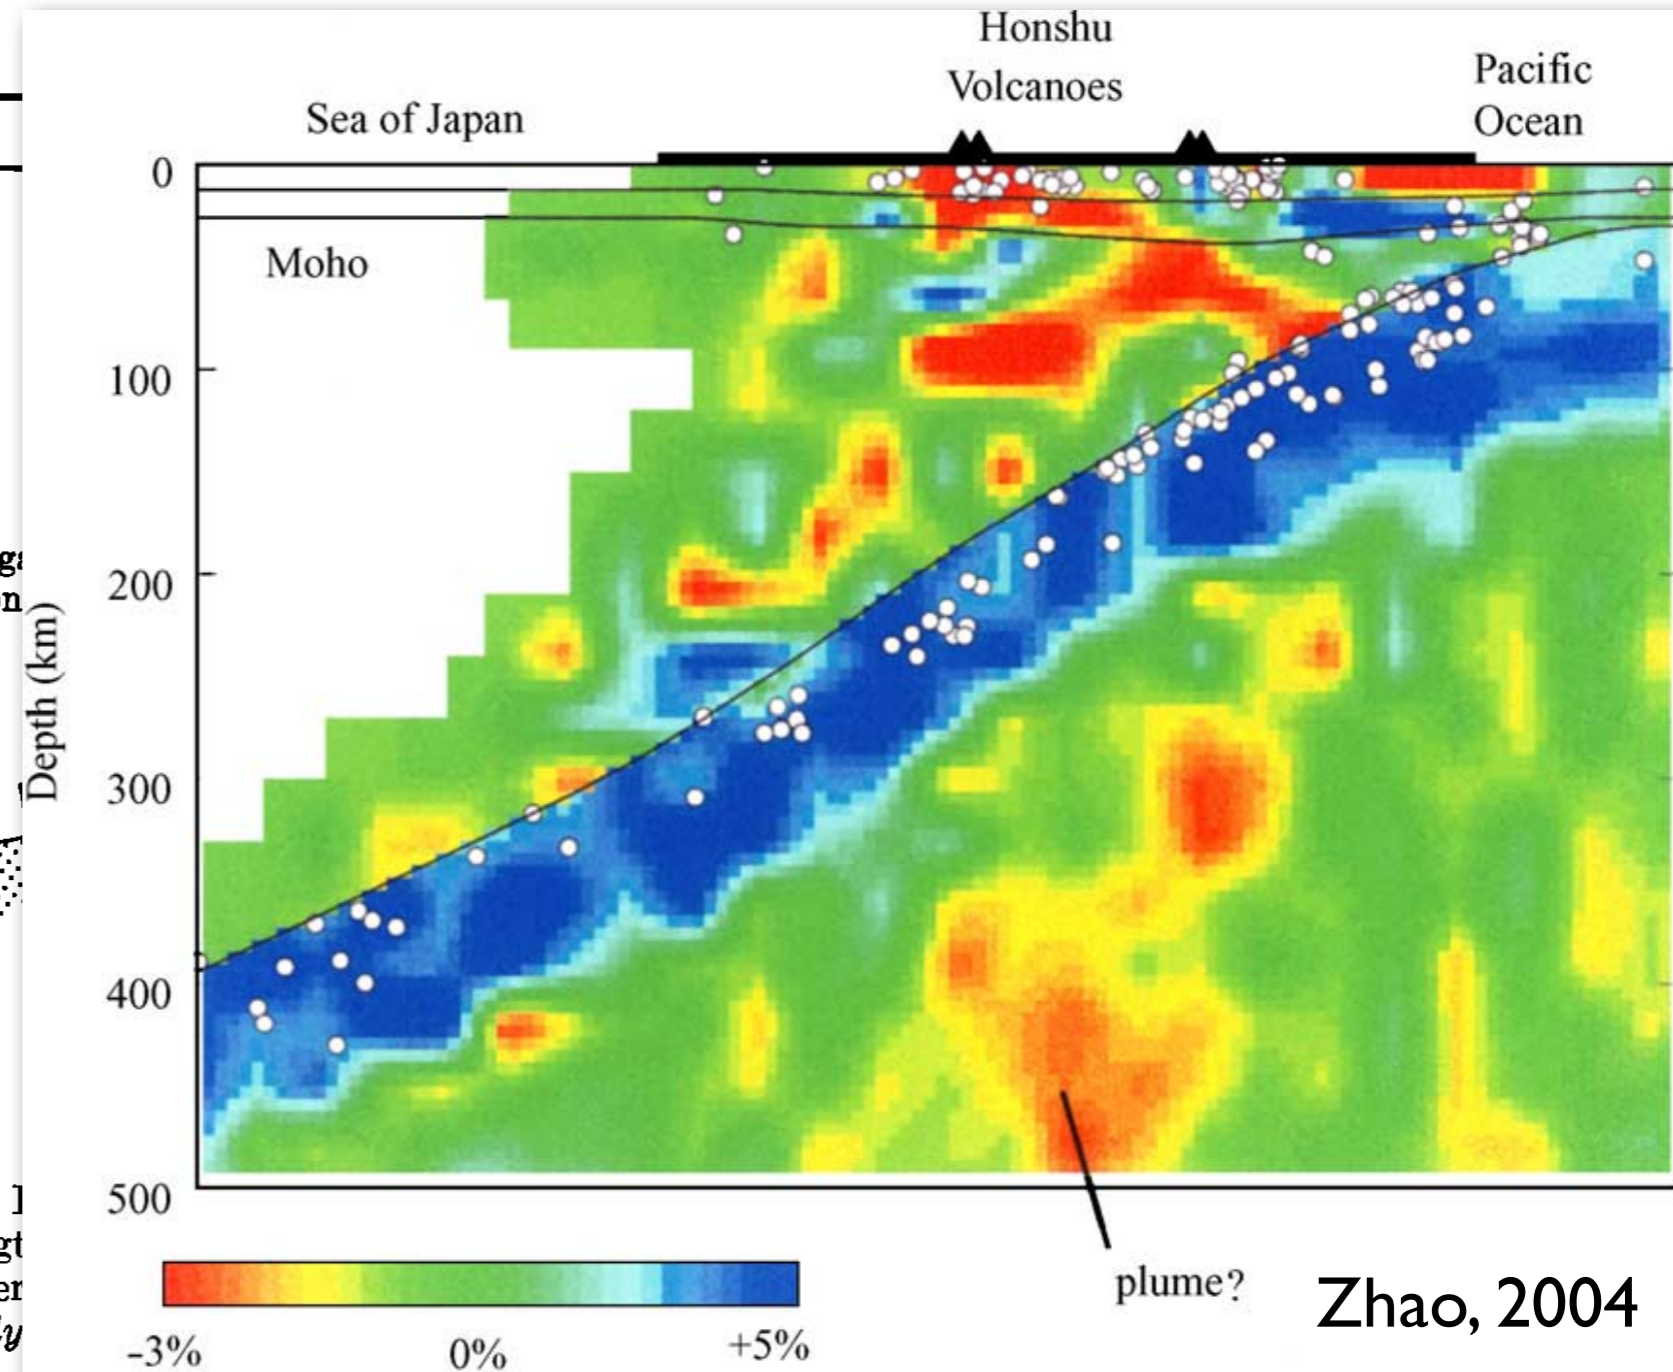 Honshu
Volcanoes
Pacific
Ocean
Sea of Japan
0
Moho
100
200
300
400
500
Depth (km)
plume?
Zhao, 2004
-3%
0%
+5%